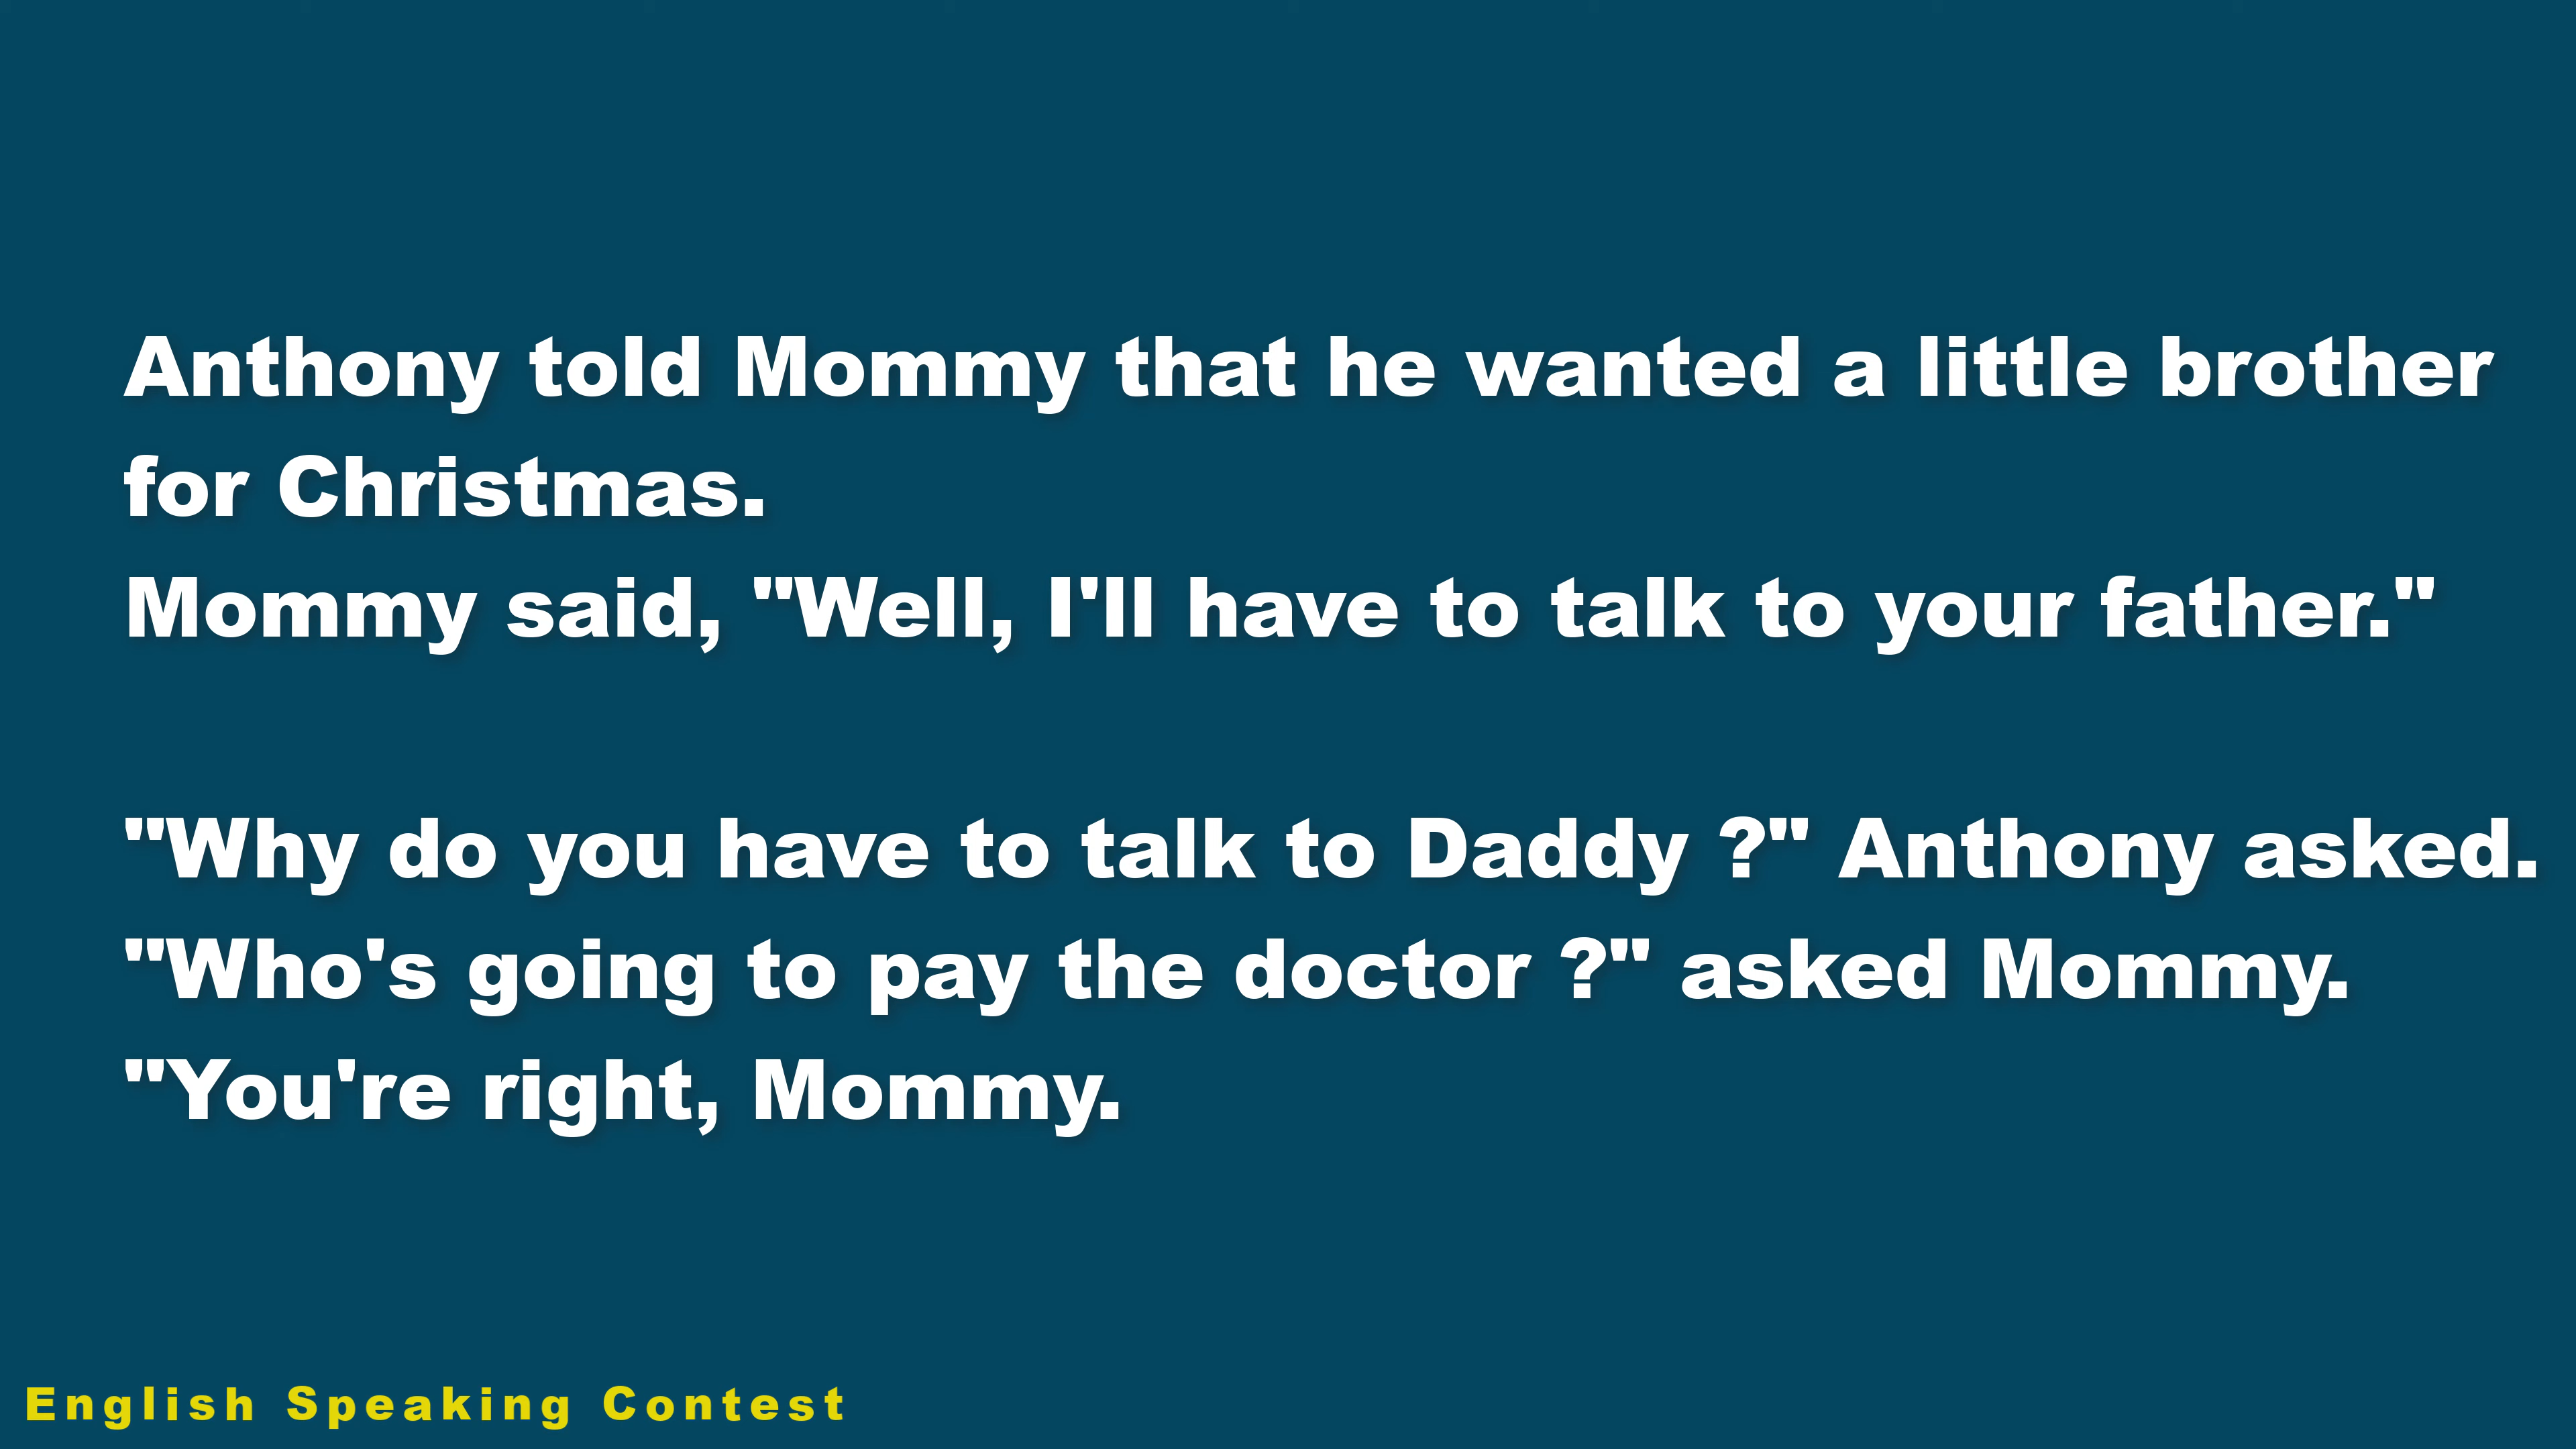 Anthony told Mommy that he wanted a little brother
for Christmas.
Mommy said, "Well, I'll have to talk to your father."
"Why do you have to talk to Daddy ?" Anthony asked.
"Who's going to pay the doctor ?" asked Mommy.
"You're right, Mommy.
English Speaking Contest